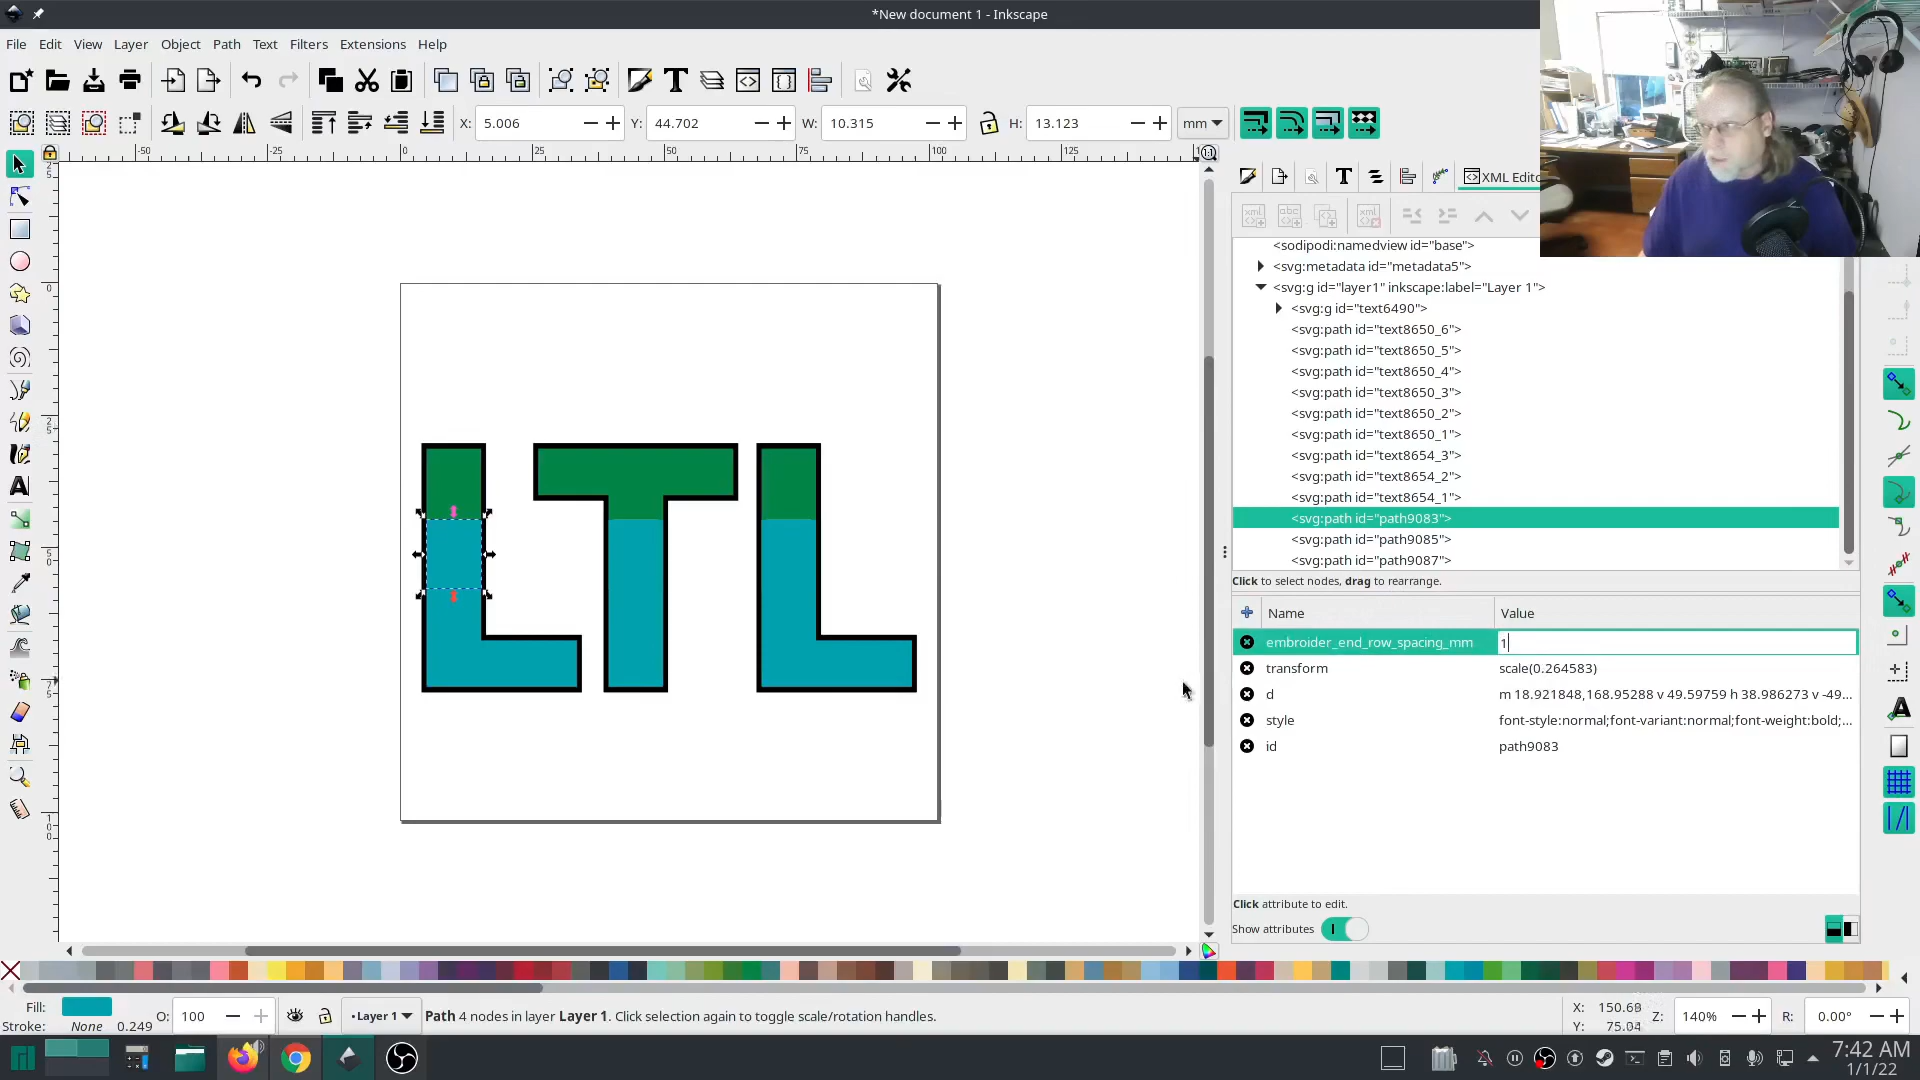 *New document 1 - Inkscape
File Edit View Layer Object Path Text Filters Extensions Help
X: 5.006 Y: 44.702 W: 10.315 H: 13.123 mm
-50 0 25 50 75 100 125
XML Edito
<sodipodi:namedview id="base">
<svg:metadata id="metadata5">
<svg:g id="layer1" inkscape:label="Layer 1">
<svg:g id="text6490">
<svg:path id="text8650_6">
<svg:path id="text8650_5">
<svg:path id="text8650_4">
<svg:path id="text8650_3">
<svg:path id="text8650_2">
<svg:path id="text8650_1">
<svg:path id="text8654_3">
<svg:path id="text8654_2">
<svg:path id="text8654_1">
<svg:path id="path9083">
<svg:path id="path9085">
<svg:path id="path9087">
LTL
Click to select nodes, drag to rearrange.
Name Value
embroider_end_row_spacing_mm 1
transform scale(0.264583)
d m 18.921848,168.95288 v 49.59759 h 38.986273 v -49...
style font-style:normal;font-variant:normal;font-weight:bold;...
id path9083
Click attribute to edit.
Show attributes
Fill: O: 100 Layer 1 Path 4 nodes in layer Layer 1. Click selection again to toggle scale/rotation handles. X: 150.68 Z: 140% R: 0.00°
Stroke: None 0.249 Y: 75.04
7:42 AM
1/1/22